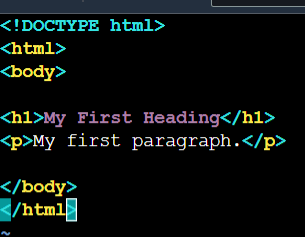 <!DOCTYPE html>
<html>
<body>

<h1>My First Heading</h1>
<p>My first paragraph.</p>

</body>
</html>
~